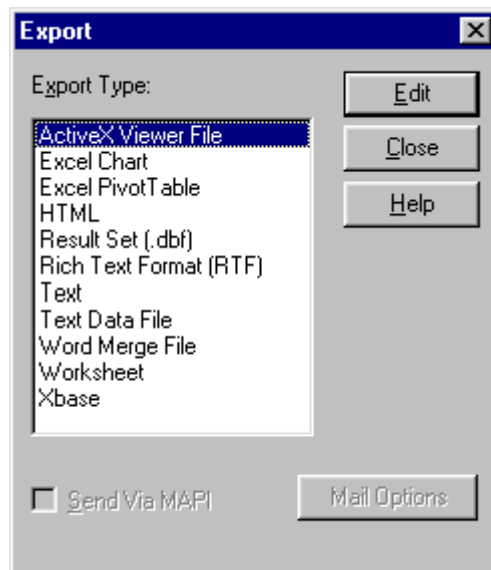 Export
Export Type:
Edit
ActiveX Viewer File
Close
Excel Chart
Excel PivotTable
Help
HTML
Result Set (.dbf)
Rich Text Format (RTF)
Text
Text Data File
Word Merge File
Worksheet
Xbase
Send Via MAPI
Mail Options